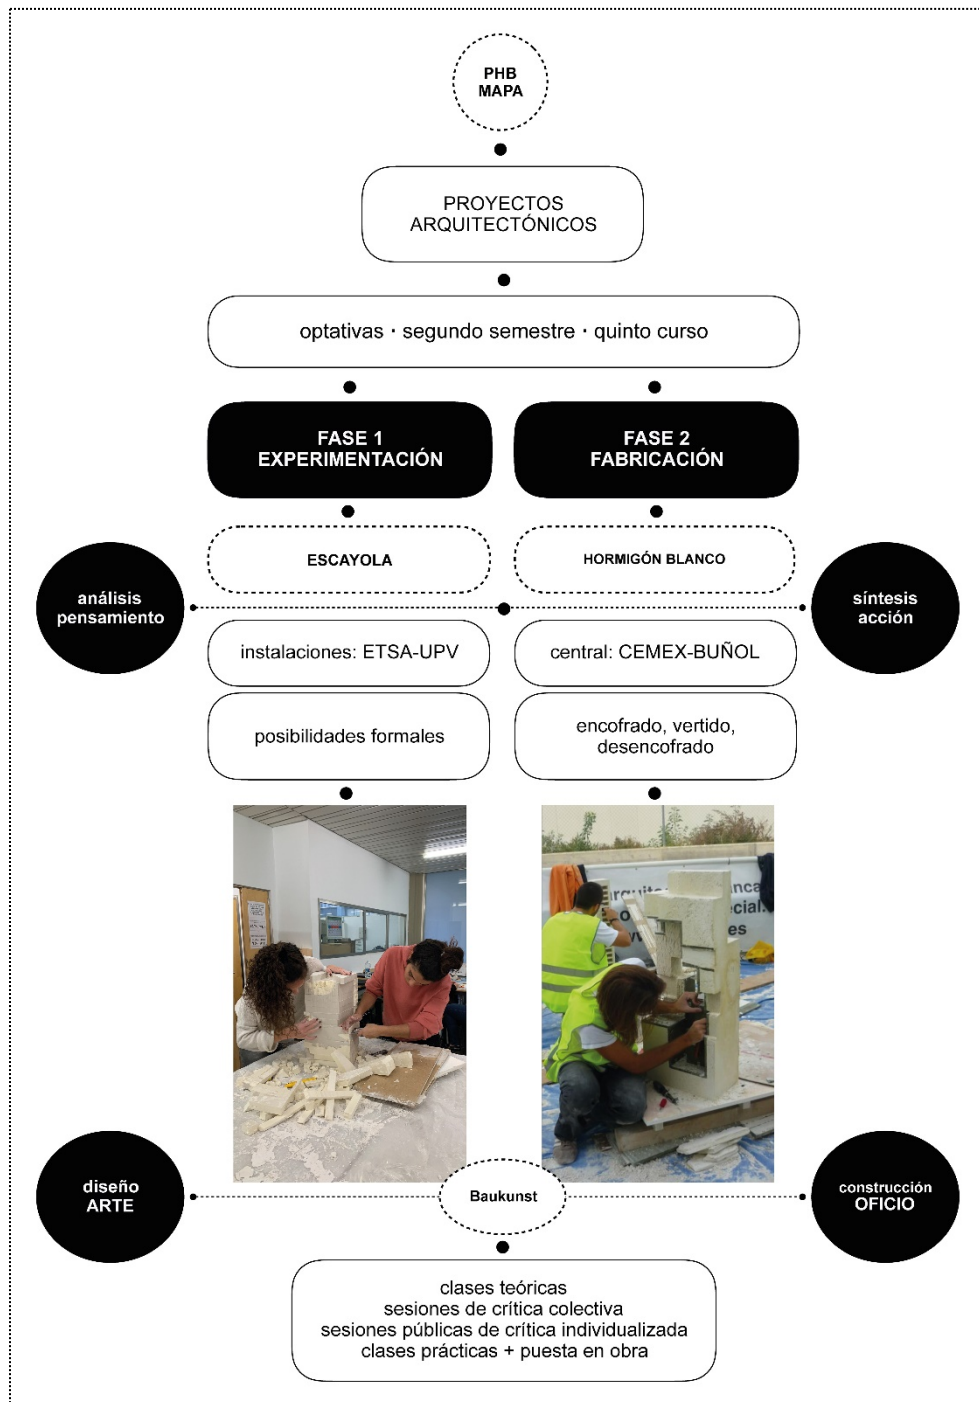 PHB
MAPA
PROYECTOS
ARQUITECTÓNICOS
optativas · segundo semestre · quinto curso
FASE 1
EXPERIMENTACIÓN
FASE 2
FABRICACIÓN
ESCAYOLA
HORMIGÓN BLANCO
análisis
pensamiento
síntesis
acción
instalaciones: ETSA-UPV
central: CEMEX-BUÑOL
posibilidades formales
encofrado, vertido,
desencofrado
diseño
ARTE
Baukunst
construcción
OFICIO
clases teóricas
sesiones de crítica colectiva
sesiones públicas de crítica individualizada
clases prácticas + puesta en obra